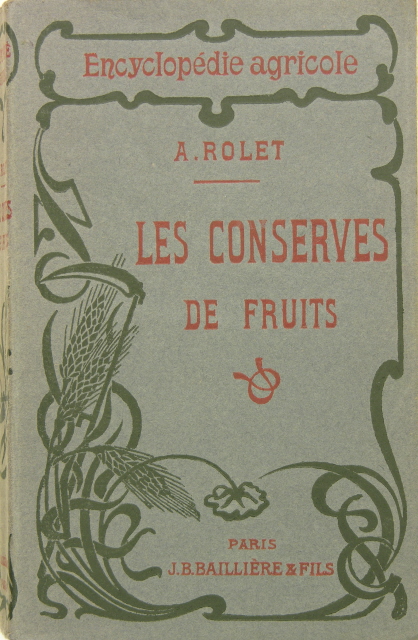 Encyclopédie agricole
A. ROLET
LES CONSERVES
DE FRUITS
PARIS
J.B. BAILLIÈRE & FILS